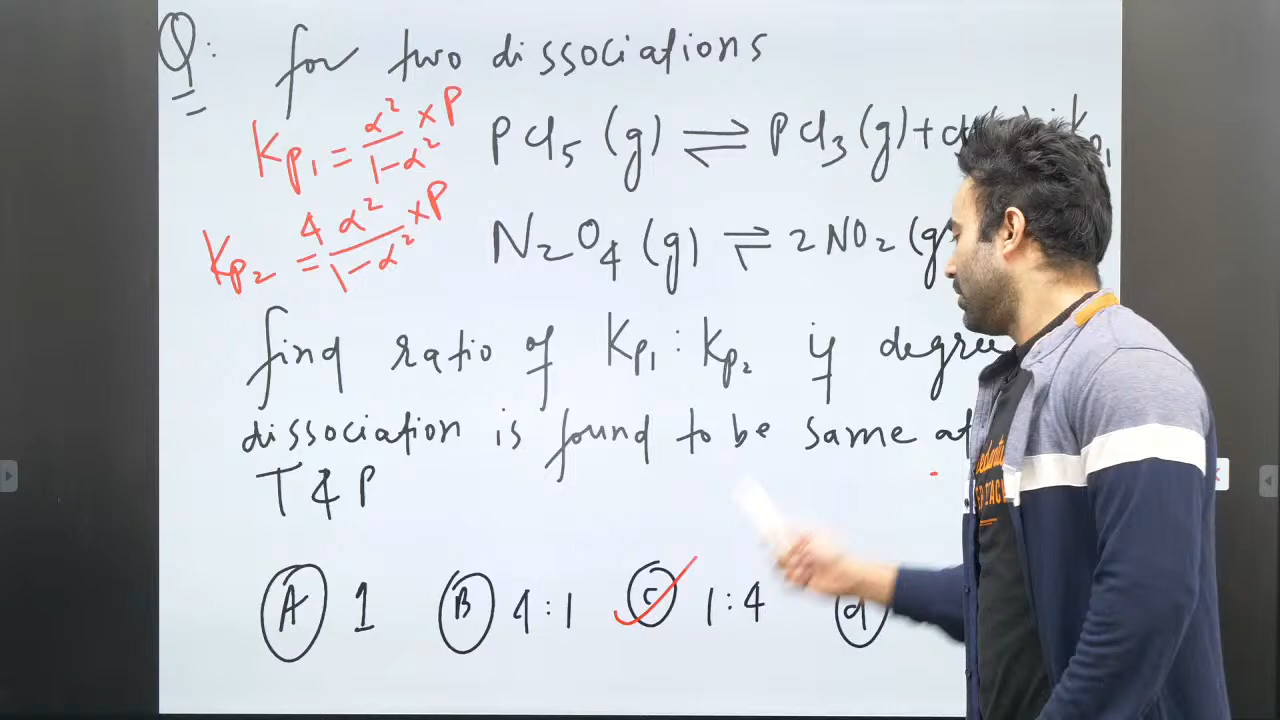 Q: for two dissociations
Kp₁ = α²/1-α² × P
PCl₅ (g) ⇌ PCl₃ (g) +
Kp₂ = 4α²/1-α² × P
N₂O₄ (g) ⇌ 2NO₂ (g
find ratio of Kp₁ : Kp₂ if degree
dissociation is found to be same at
T & P
A 1 B 4:1 C 1:4 d